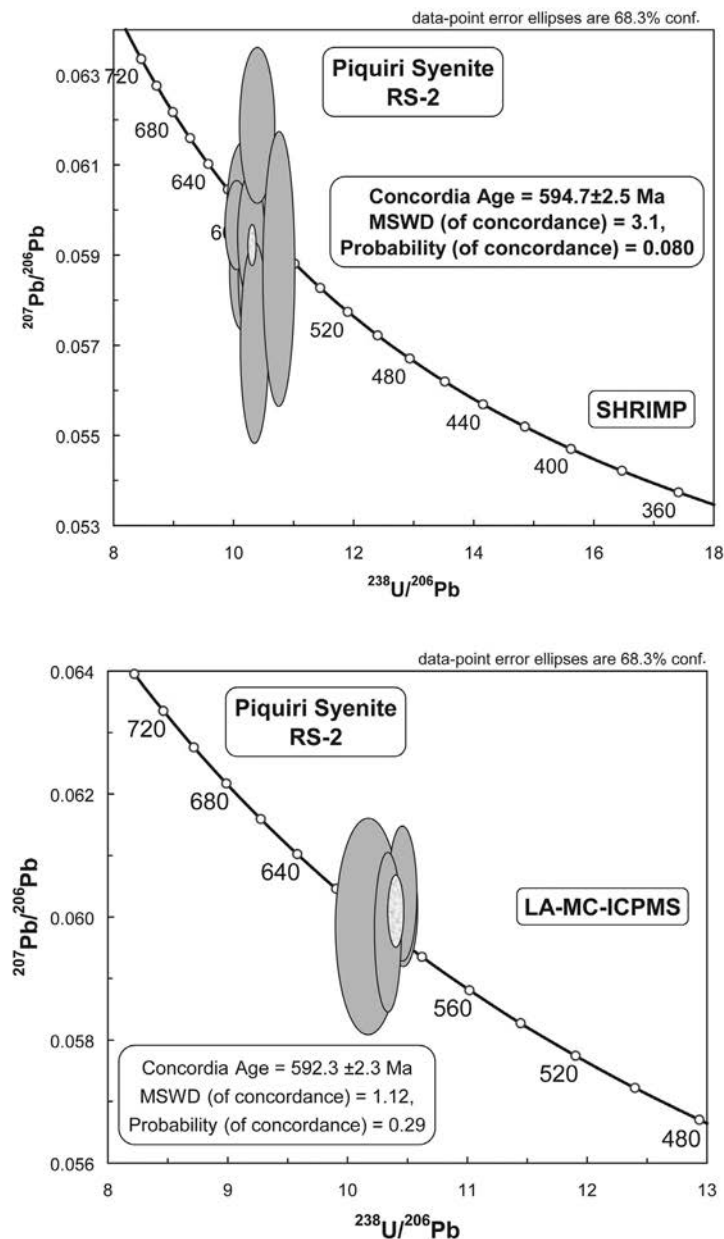 data-point error ellipses are 68.3% conf.
Piquiri Syenite
RS-2
Concordia Age = 594.7±2.5 Ma
MSWD (of concordance) = 3.1,
Probability (of concordance) = 0.080
SHRIMP
0.063
0.061
0.059
0.057
0.055
0.053
²⁰⁷Pb/²⁰⁶Pb
720
680
640
520
480
440
400
360
8 10 12 14 16 18
²³⁸U/²⁰⁶Pb
data-point error ellipses are 68.3% conf.
Piquiri Syenite
RS-2
LA-MC-ICPMS
0.064
0.062
0.060
0.058
0.056
²⁰⁷Pb/²⁰⁶Pb
720
680
640
560
520
480
Concordia Age = 592.3 ±2.3 Ma
MSWD (of concordance) = 1.12,
Probability (of concordance) = 0.29
8 9 10 11 12 13
²³⁸U/²⁰⁶Pb